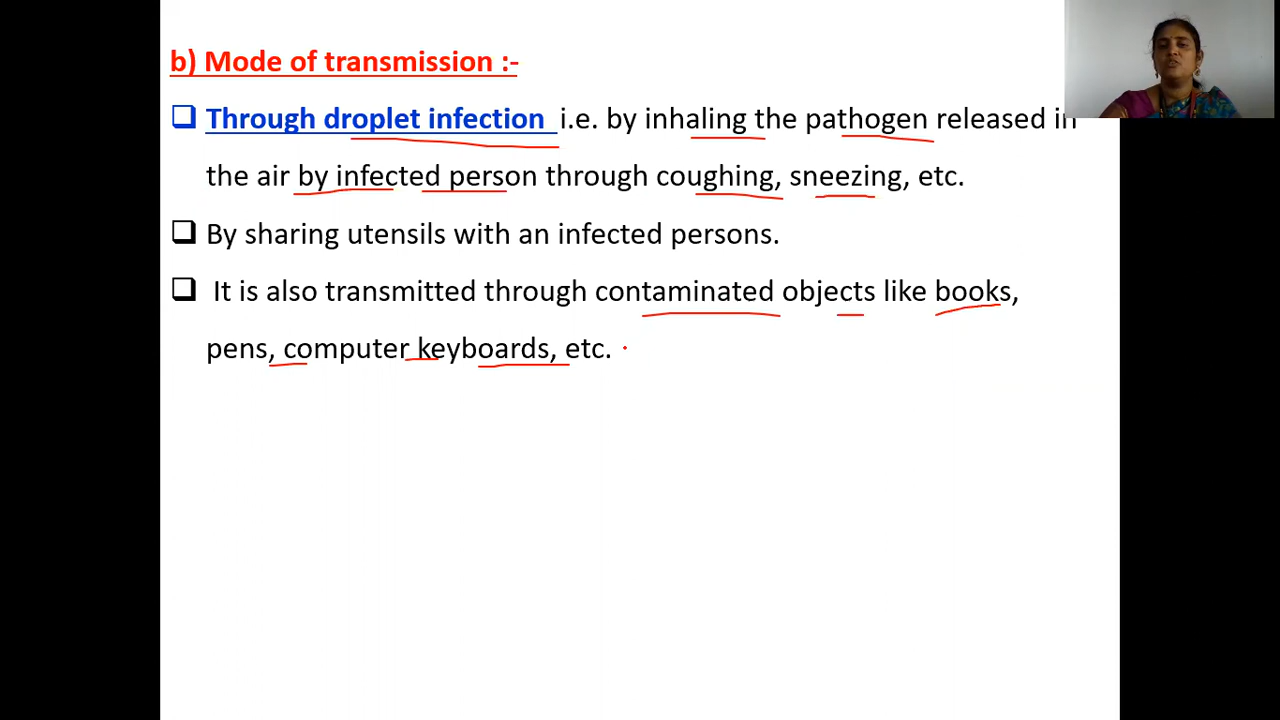 b) Mode of transmission :-
❑ Through droplet infection i.e. by inhaling the pathogen released in
the air by infected person through coughing, sneezing, etc.
❑ By sharing utensils with an infected persons.
❑ It is also transmitted through contaminated objects like books,
pens, computer keyboards, etc.